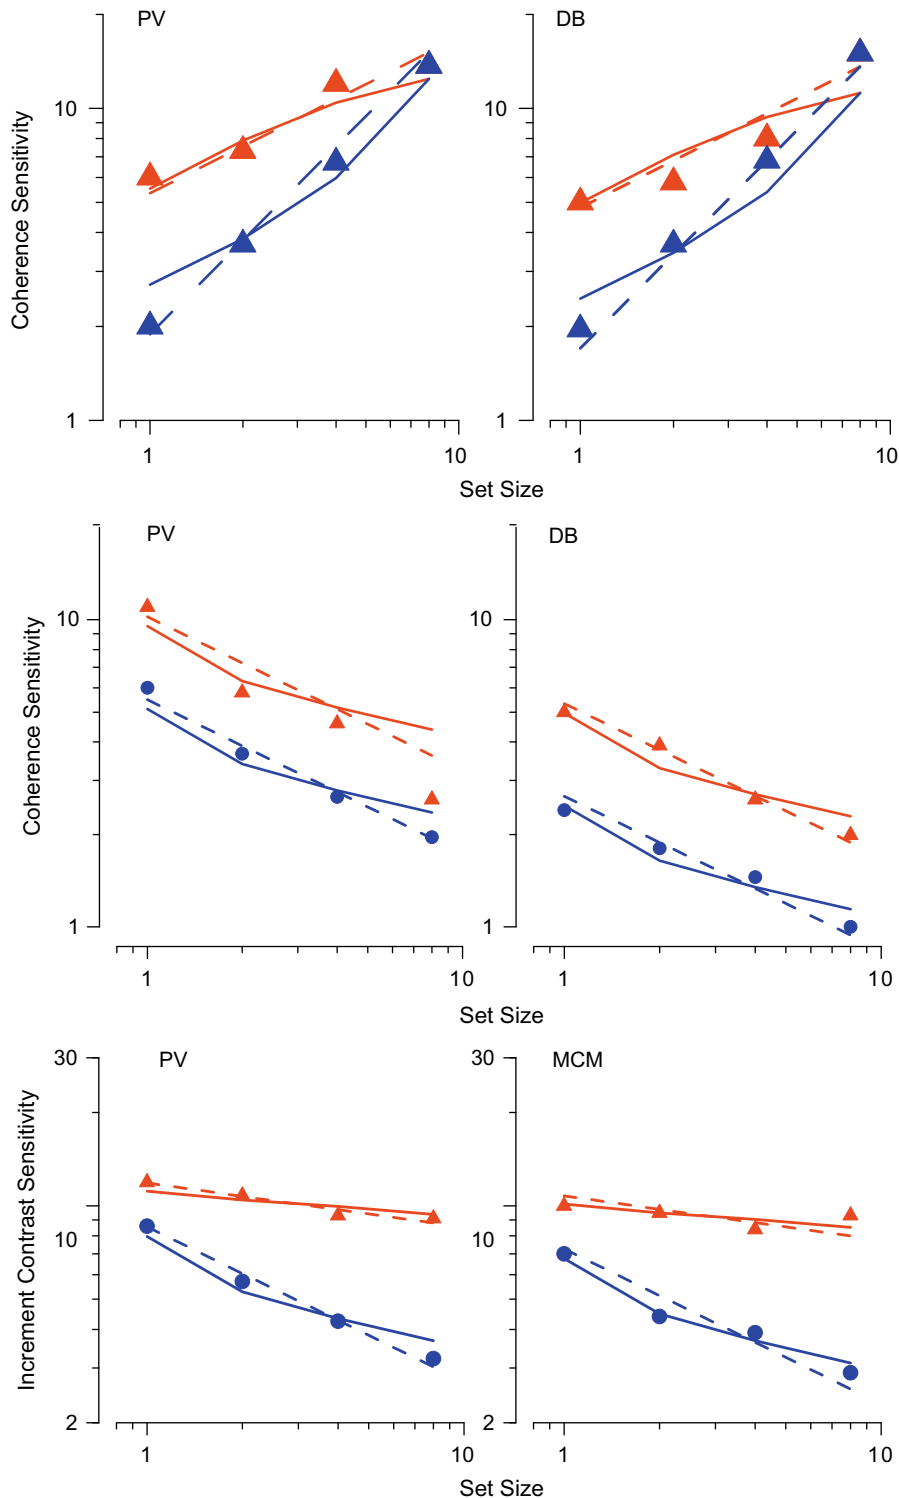 PV DB
Coherence Sensitivity
10 10
1 1
1 10 1 10
Set Size
PV DB
Coherence Sensitivity
10 10
1 1
1 10 1 10
Set Size
PV MCM
Increment Contrast Sensitivity
30 30
10 10
2 2
1 10 1 10
Set Size